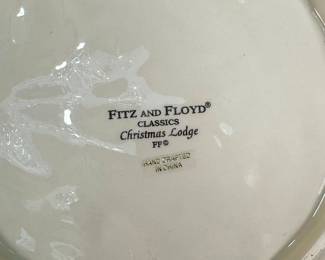 FITZ AND FLOYD®
CLASSICS
Christmas Lodge
FF©
HAND CRAFTED
IN CHINA